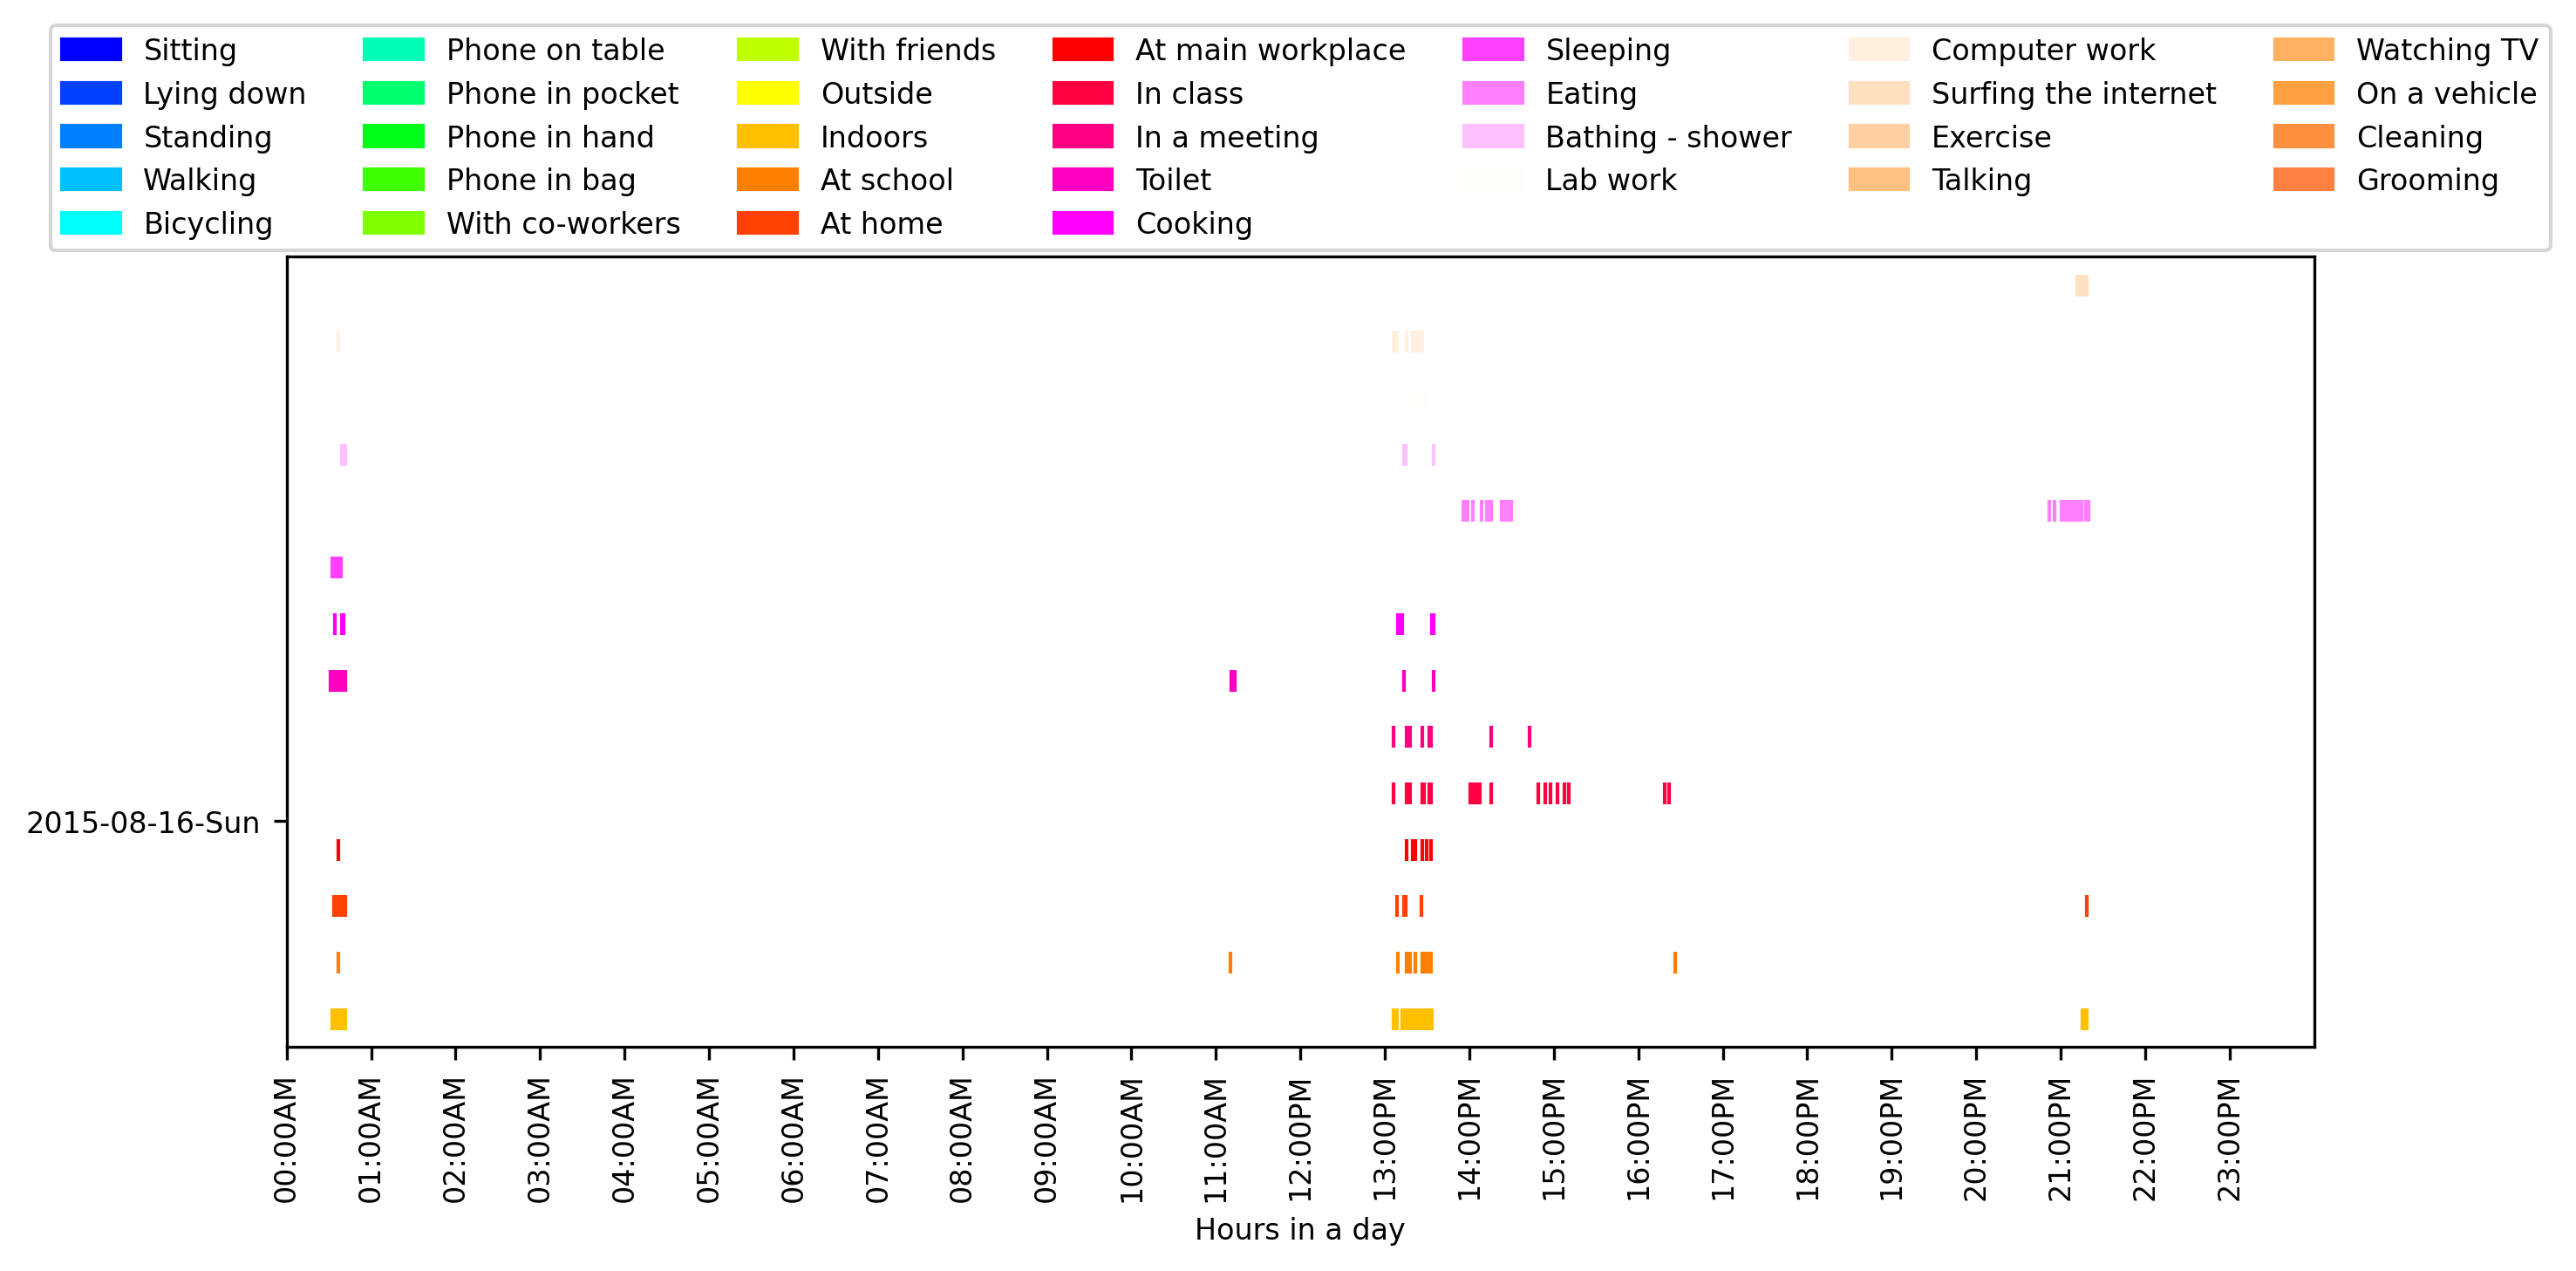 Sitting
Lying down
Standing
Walking
Bicycling
Phone on table
Phone in pocket
Phone in hand
Phone in bag
With co-workers
With friends
Outside
Indoors
At school
At home
At main workplace
In class
In a meeting
Toilet
Cooking
Sleeping
Eating
Bathing - shower
Lab work
Computer work
Surfing the internet
Exercise
Talking
Watching TV
On a vehicle
Cleaning
Grooming
2015-08-16-Sun
00:00AM
01:00AM
02:00AM
03:00AM
04:00AM
05:00AM
06:00AM
07:00AM
08:00AM
09:00AM
10:00AM
11:00AM
12:00PM
13:00PM
14:00PM
15:00PM
16:00PM
17:00PM
18:00PM
19:00PM
20:00PM
21:00PM
22:00PM
23:00PM
Hours in a day